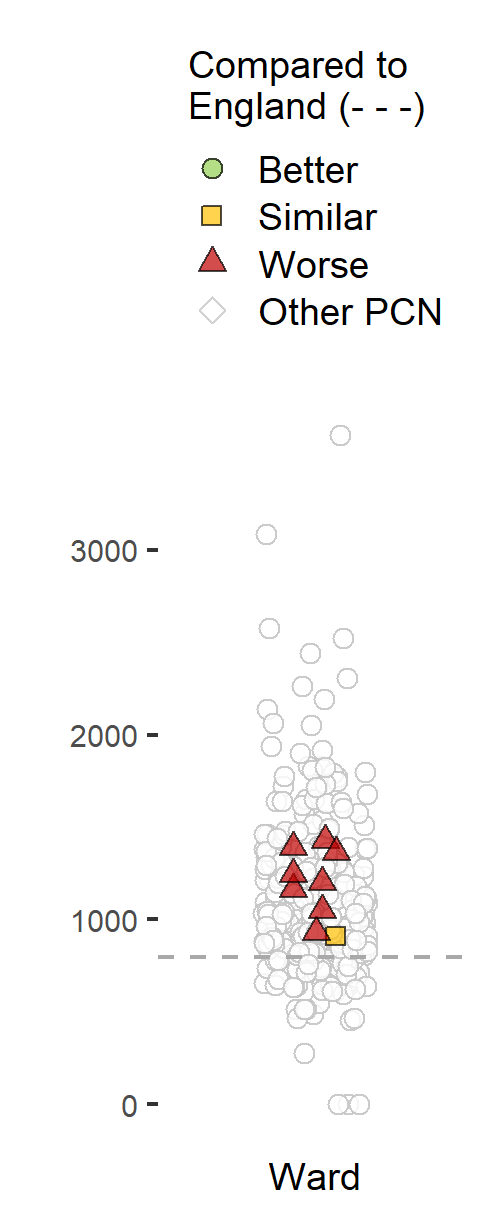 Compared to
England (- - -)
Better
Similar
Worse
Other PCN
3000
2000
1000
0
Ward